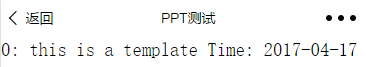 返回 PPT测试
0: this is a template Time: 2017-04-17